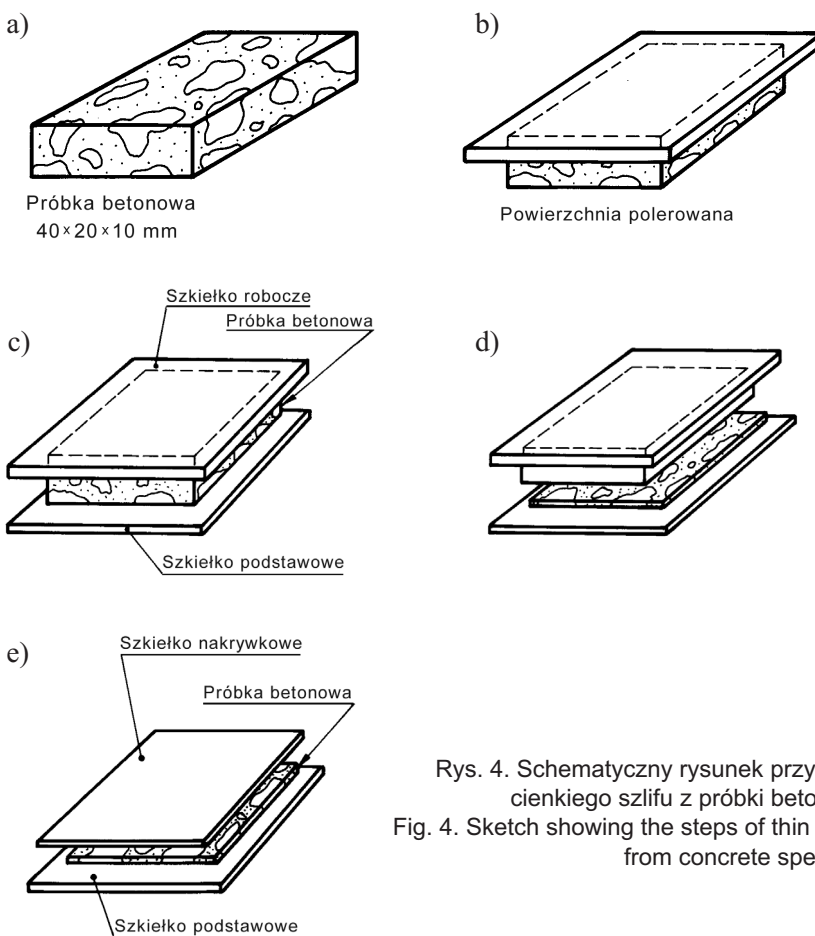 a)
Próbka betonowa
40×20×10 mm
b)
Powierzchnia polerowana
c)
Szkiełko robocze
Próbka betonowa
Szkiełko podstawowe
d)
e)
Szkiełko nakrywkowe
Próbka betonowa
Szkiełko podstawowe
Rys. 4. Schematyczny rysunek przy
cienkiego szlifu z próbki beto
Fig. 4. Sketch showing the steps of thin
from concrete spe